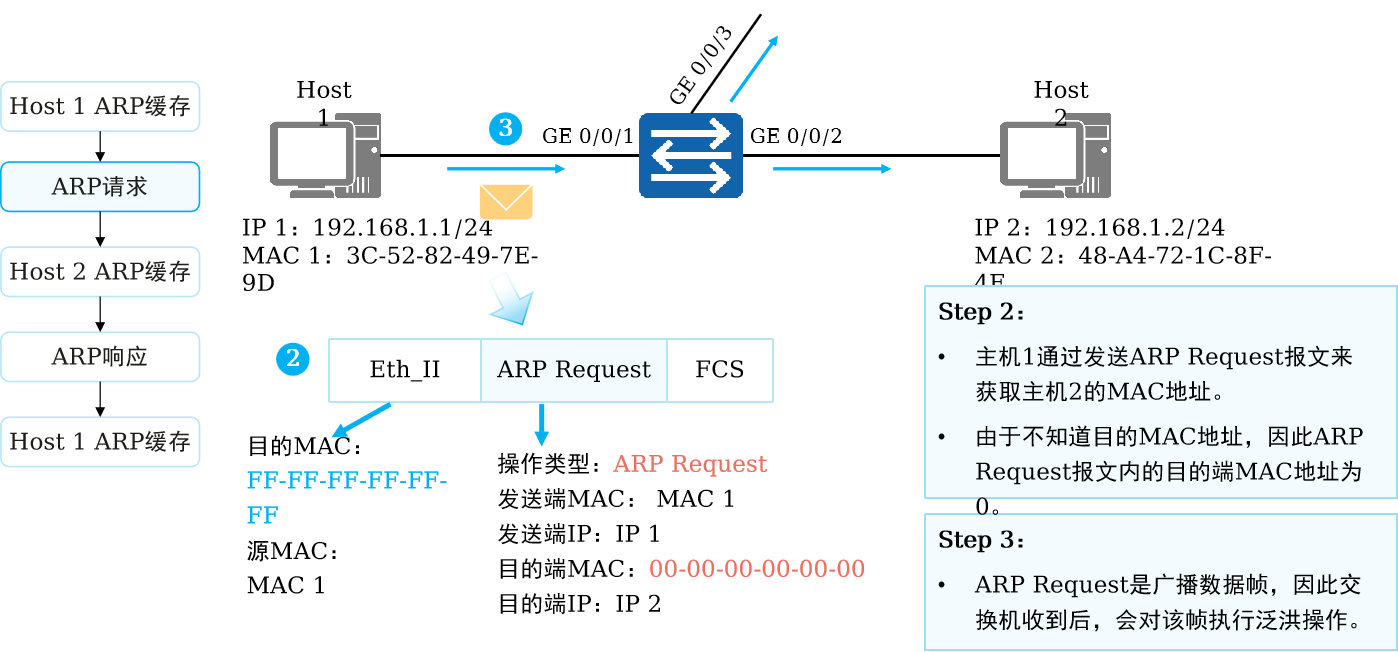 Host 1 ARP缓存
ARP请求
Host 2 ARP缓存
ARP响应
Host 1 ARP缓存
Host
1
3
GE 0/0/1
GE 0/0/3
GE 0/0/2
Host
2
IP 1：192.168.1.1/24
MAC 1：3C-52-82-49-7E-
9D
IP 2：192.168.1.2/24
MAC 2：48-A4-72-1C-8F-
4F
2
Eth_II
ARP Request
FCS
目的MAC：
FF-FF-FF-FF-FF-
FF
源MAC：
MAC 1
操作类型：ARP Request
发送端MAC： MAC 1
发送端IP：IP 1
目的端MAC：00-00-00-00-00-00
目的端IP：IP 2
Step 2：
• 主机1通过发送ARP Request报文来
获取主机2的MAC地址。
• 由于不知道目的MAC地址，因此ARP
Request报文内的目的端MAC地址为
0。
Step 3：
• ARP Request是广播数据帧，因此交
换机收到后，会对该帧执行泛洪操作。